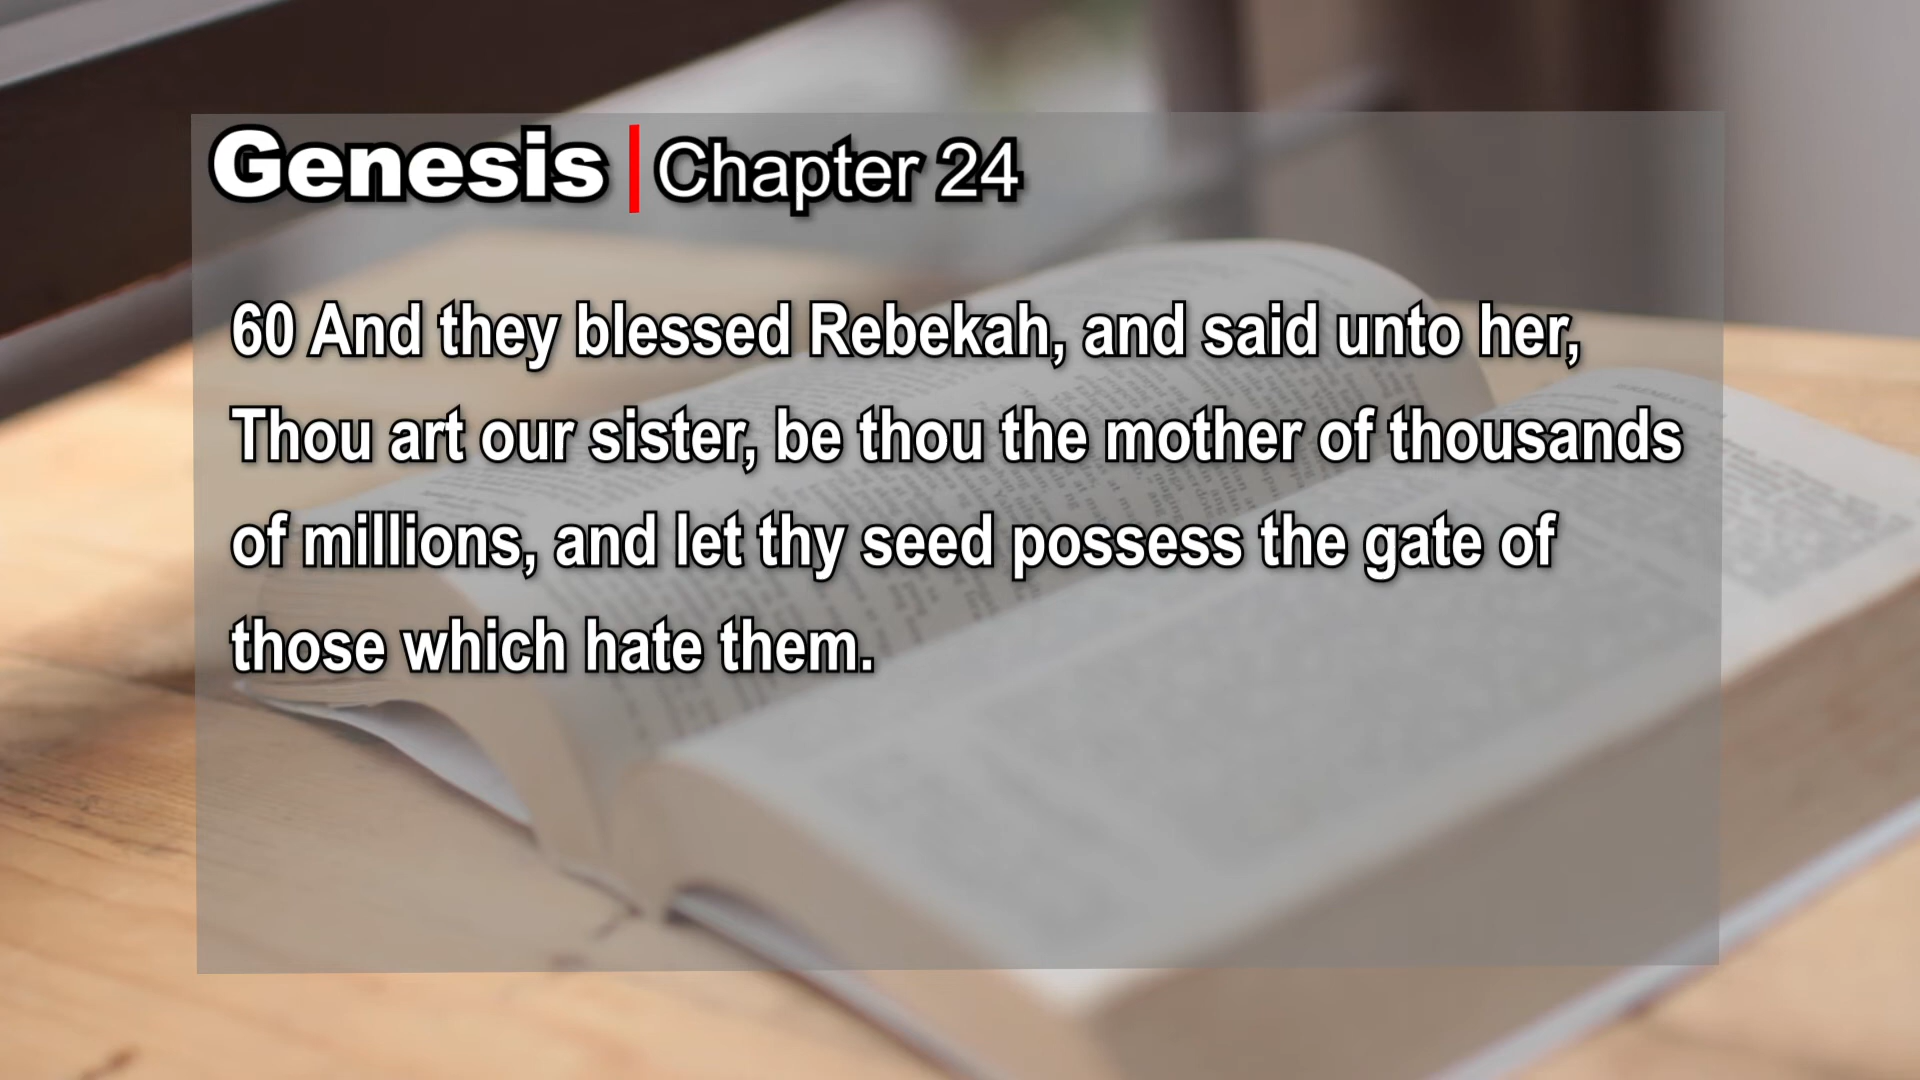 Genesis | Chapter 24
60 And they blessed Rebekah, and said unto her,
Thou art our sister, be thou the mother of thousands
of millions, and let thy seed possess the gate of
those which hate them.